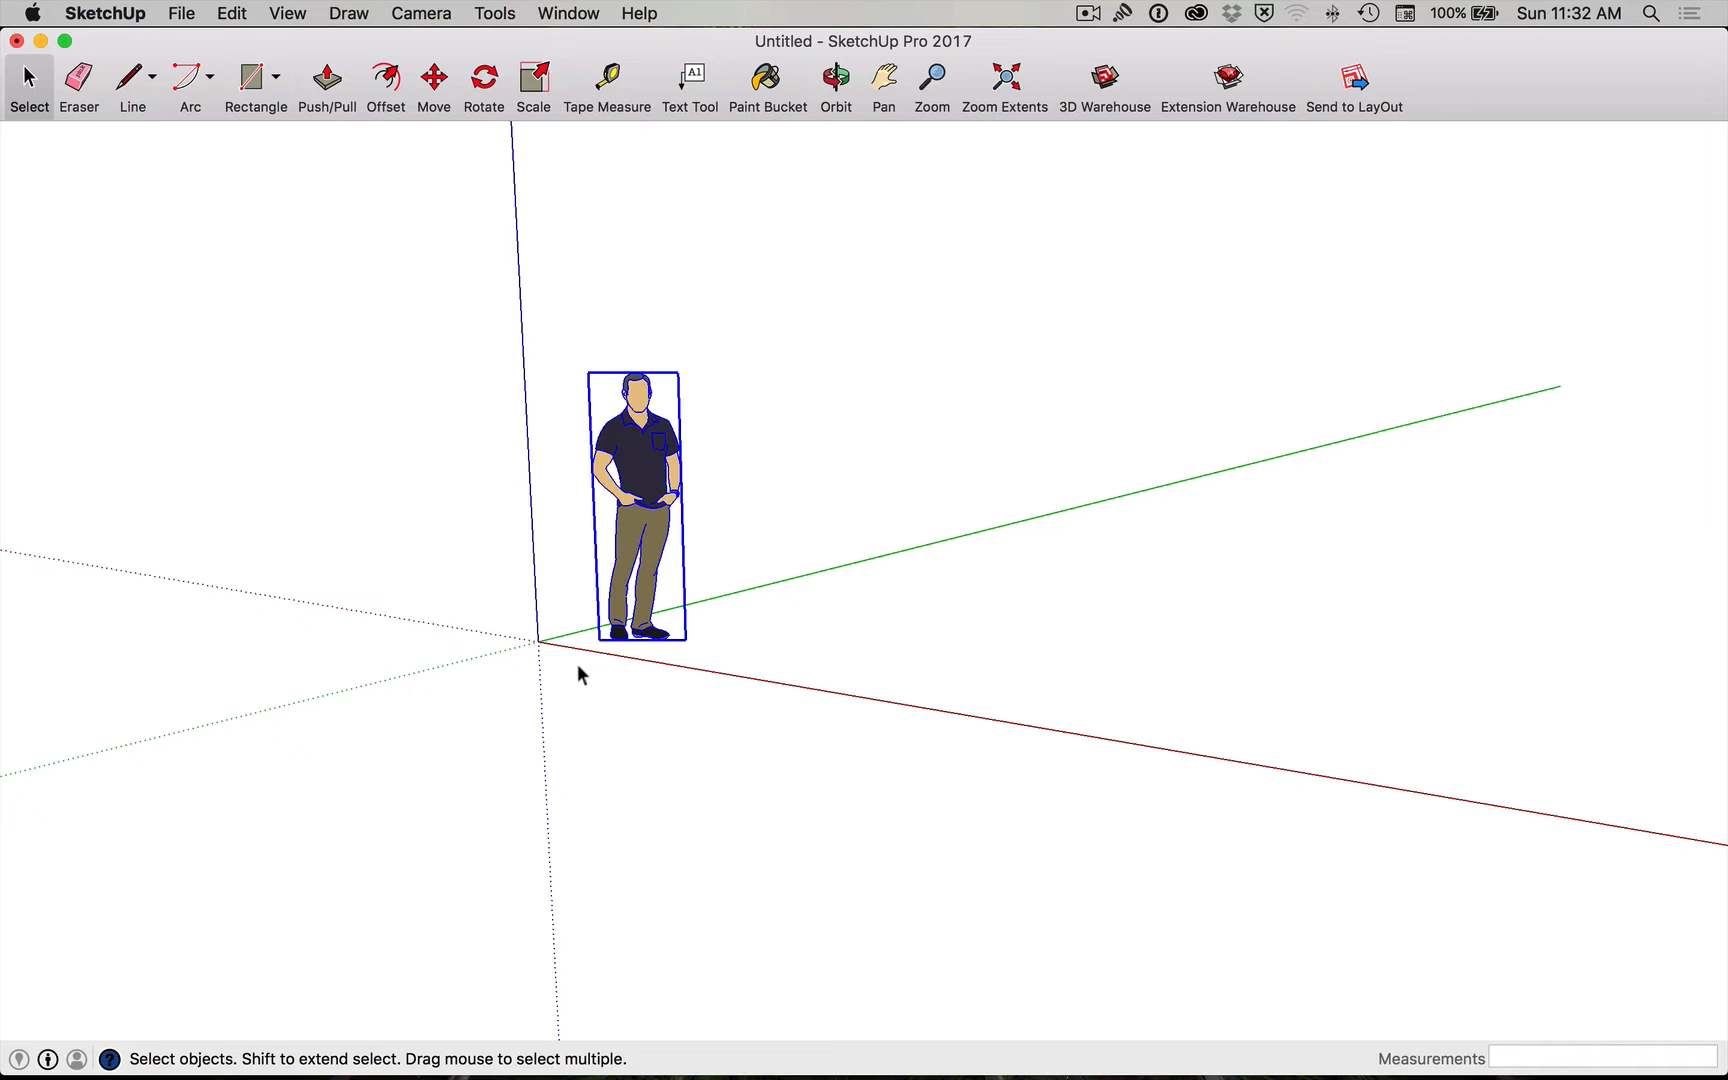 SketchUp File Edit View Draw Camera Tools Window Help 100% Sun 11:32 AM
Untitled - SketchUp Pro 2017
A1
Select Eraser Line Arc Rectangle Push/Pull Offset Move Rotate Scale Tape Measure Text Tool Paint Bucket Orbit Pan Zoom Zoom Extents 3D Warehouse Extension Warehouse Send to LayOut
? Select objects. Shift to extend select. Drag mouse to select multiple. Measurements